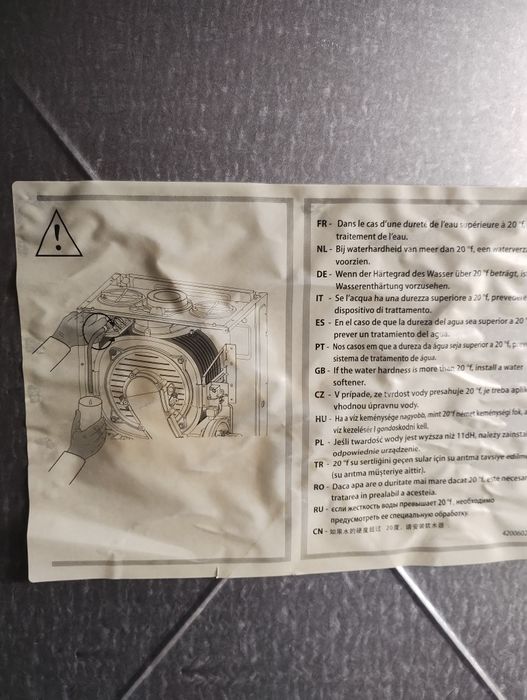 FR - Dans le cas d'une dureté de l'eau supérieure à 20 °f,
traitement de l'eau.
NL - Bij waterhardheid van meer dan 20 °f, een
voorzien.
DE - Wenn der Härtegrad des Wasser über 20 °f beträgt,
Wasserenthärtung vorzusehen.
IT - Se l'acqua ha una durezza superiore a 20 °f,
dispositivo di trattamento.
ES - En el caso de que la dureza del agua sea superior a 20
prever un tratamiento del agua.
PT - Nos casos em que a dureza da água seja superior a 20 °f,
sistema de tratamento de água.
GB - If the water hardness is more than 20 °f, install a water
softener.
CZ - V prípade, ze tvrdost vody presahuje 20 °f, je treba
vhodnou úpravnu vody.
HU - Ha a víz keménysége nagyobb, mint 20 °f német keménységi fok, a
víz kezelésér l gondoskodni kell.
PL - Jeśli twardość wody jest wyższa niż 11dH, należy
odpowiednie urządzenie.
TR - 20 °f su sertliğini geçen sular için su arıtma tavsiye
(su arıtma müşteriye aittir).
RO - Daca apa are o duritate mai mare dacat 20 °f, este
tratarea in prealabil a acesteia.
RU - если жесткость воды превышает 20 °f, необходимо
предусмотреть ее специальную обработку.
CN - 如果水的硬度超过 20度, 请安装软水器